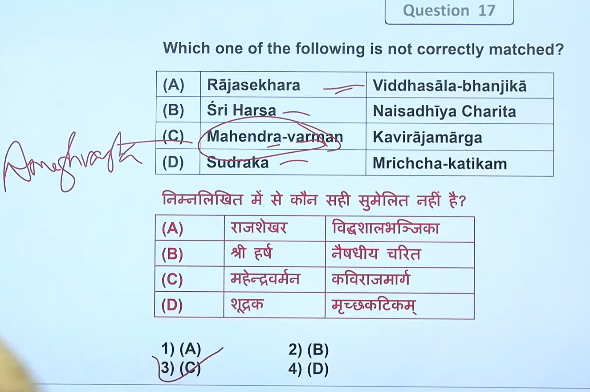 Question 17
Which one of the following is not correctly matched?
(A) Rājasekhara Viddhasāla-bhanjikā
(B) Śri Harṣa Naisadhīya Charita
(C) Mahendra-varman Kavirājamārga
(D) Sudraka Mrichcha-katikam
निम्नलिखित में से कौन सही सुमेलित नहीं है?
(A) राजशेखर विद्धशालभञ्जिका
(B) श्री हर्ष नैषधीय चरित
(C) महेन्द्रवर्मन कविराजमार्ग
(D) शूद्रक मृच्छकटिकम्
1) (A) 2) (B)
3) (C) 4) (D)